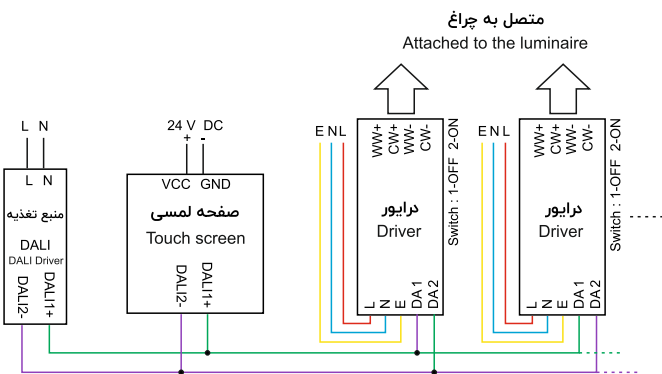 متصل به چراغ
Attached to the luminaire
L N
L N
منبع تغذیه
DALI
DALI Driver
DALI2-
DALI1+
24 V DC
+ -
VCC GND
صفحه لمسی
Touch screen
DALI2-
DALI1+
E N L
WW+
CW+
WW-
CW-
درایور
Driver
L
N
E
DA1
DA2
Switch : 1-OFF 2-ON
E N L
WW+
CW+
WW-
CW-
درایور
Driver
L
N
E
DA1
DA2
Switch : 1-OFF 2-ON